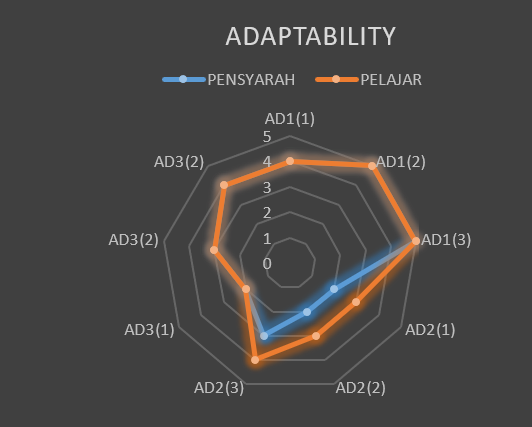 ADAPTABILITY
PENSYARAH PELAJAR
AD1(1)
5
AD3(2) 4 AD1(2)
3
2
AD3(2) 1 AD1(3)
0
AD3(1) AD2(1)
AD2(3) AD2(2)